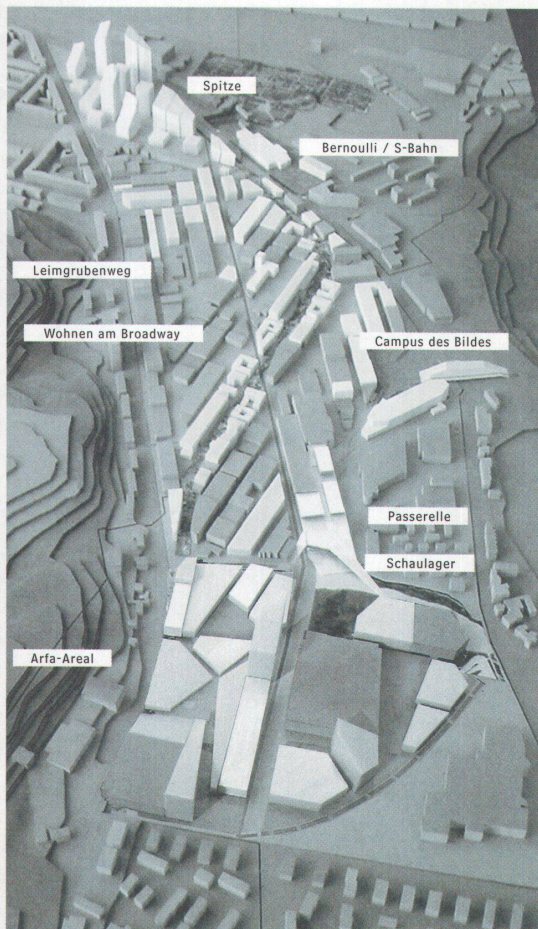 Spitze
Bernoulli / S-Bahn
Leimgrubenweg
Wohnen am Broadway
Campus des Bildes
Passerelle
Schaulager
Arfa-Areal